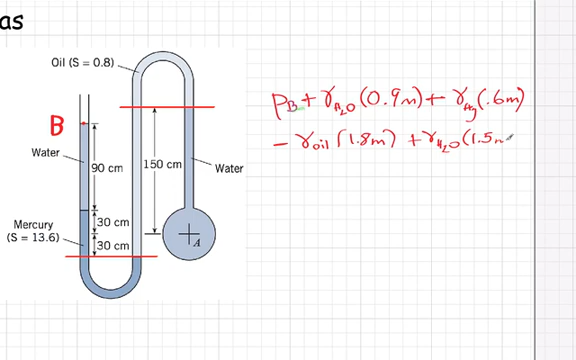 as
Oil (S = 0.8)
B
Water
90 cm
150 cm
Water
Mercury
(S = 13.6)
30 cm
30 cm
A
P_B + γ_H₂O (0.9m) + γ_Hg (.6m)
- γ_oil (1.8m) + γ_H₂O (1.5m